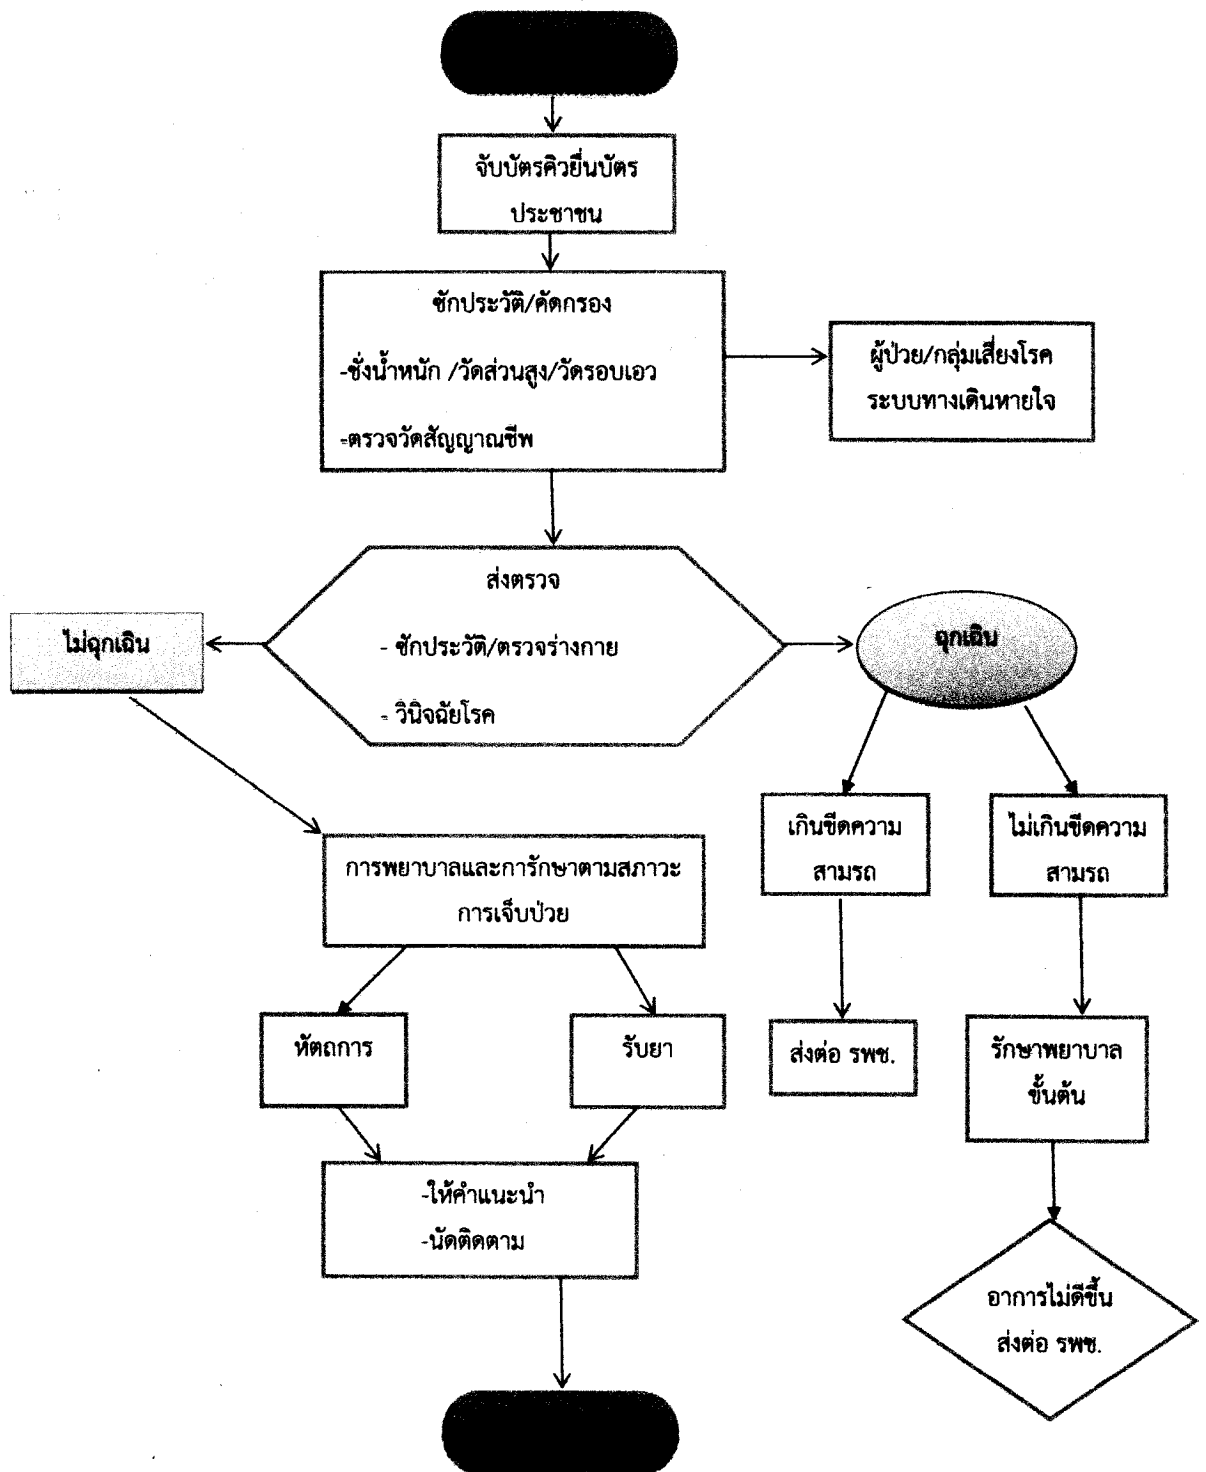 จับบัตรคิวยื่นบัตร
ประชาชน
ซักประวัติ/คัดกรอง
-ชั่งน้ำหนัก /วัดส่วนสูง/วัดรอบเอว
-ตรวจวัดสัญญาณชีพ
ผู้ป่วย/กลุ่มเสี่ยงโรค
ระบบทางเดินหายใจ
ส่งตรวจ
- ซักประวัติ/ตรวจร่างกาย
- วินิจฉัยโรค
ไม่ฉุกเฉิน
ฉุกเฉิน
เกินขีดความ
สามรถ
ไม่เกินขีดความ
สามรถ
การพยาบาลและการักษาตามสภาวะ
การเจ็บป่วย
หัตถการ
รับยา
ส่งต่อ รพช.
รักษาพยาบาล
ขั้นต้น
-ให้คำแนะนำ
-นัดติดตาม
อาการไม่ดีขึ้น
ส่งต่อ รพช.